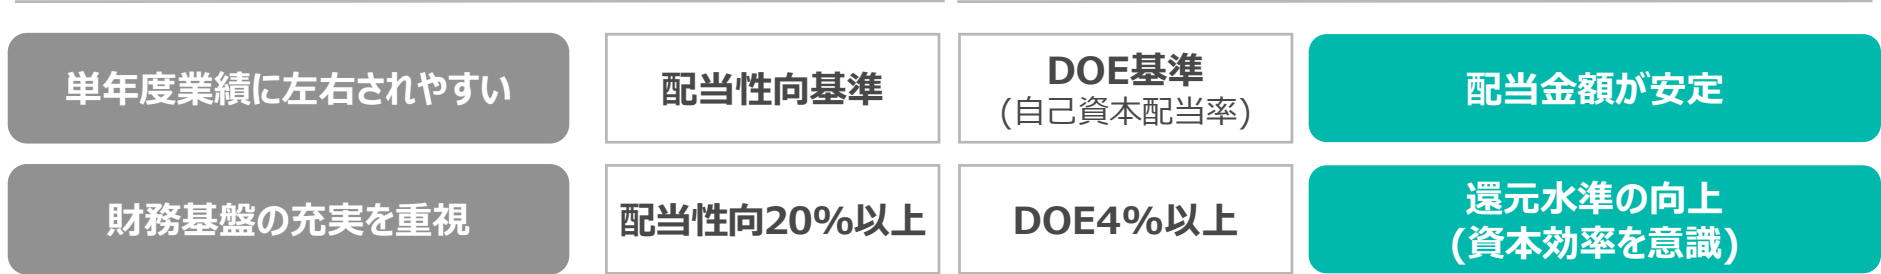 単年度業績に左右されやすい
配当性向基準
DOE基準
(自己資本配当率)
配当金額が安定
財務基盤の充実を重視
配当性向20%以上
DOE4%以上
還元水準の向上
(資本効率を意識)